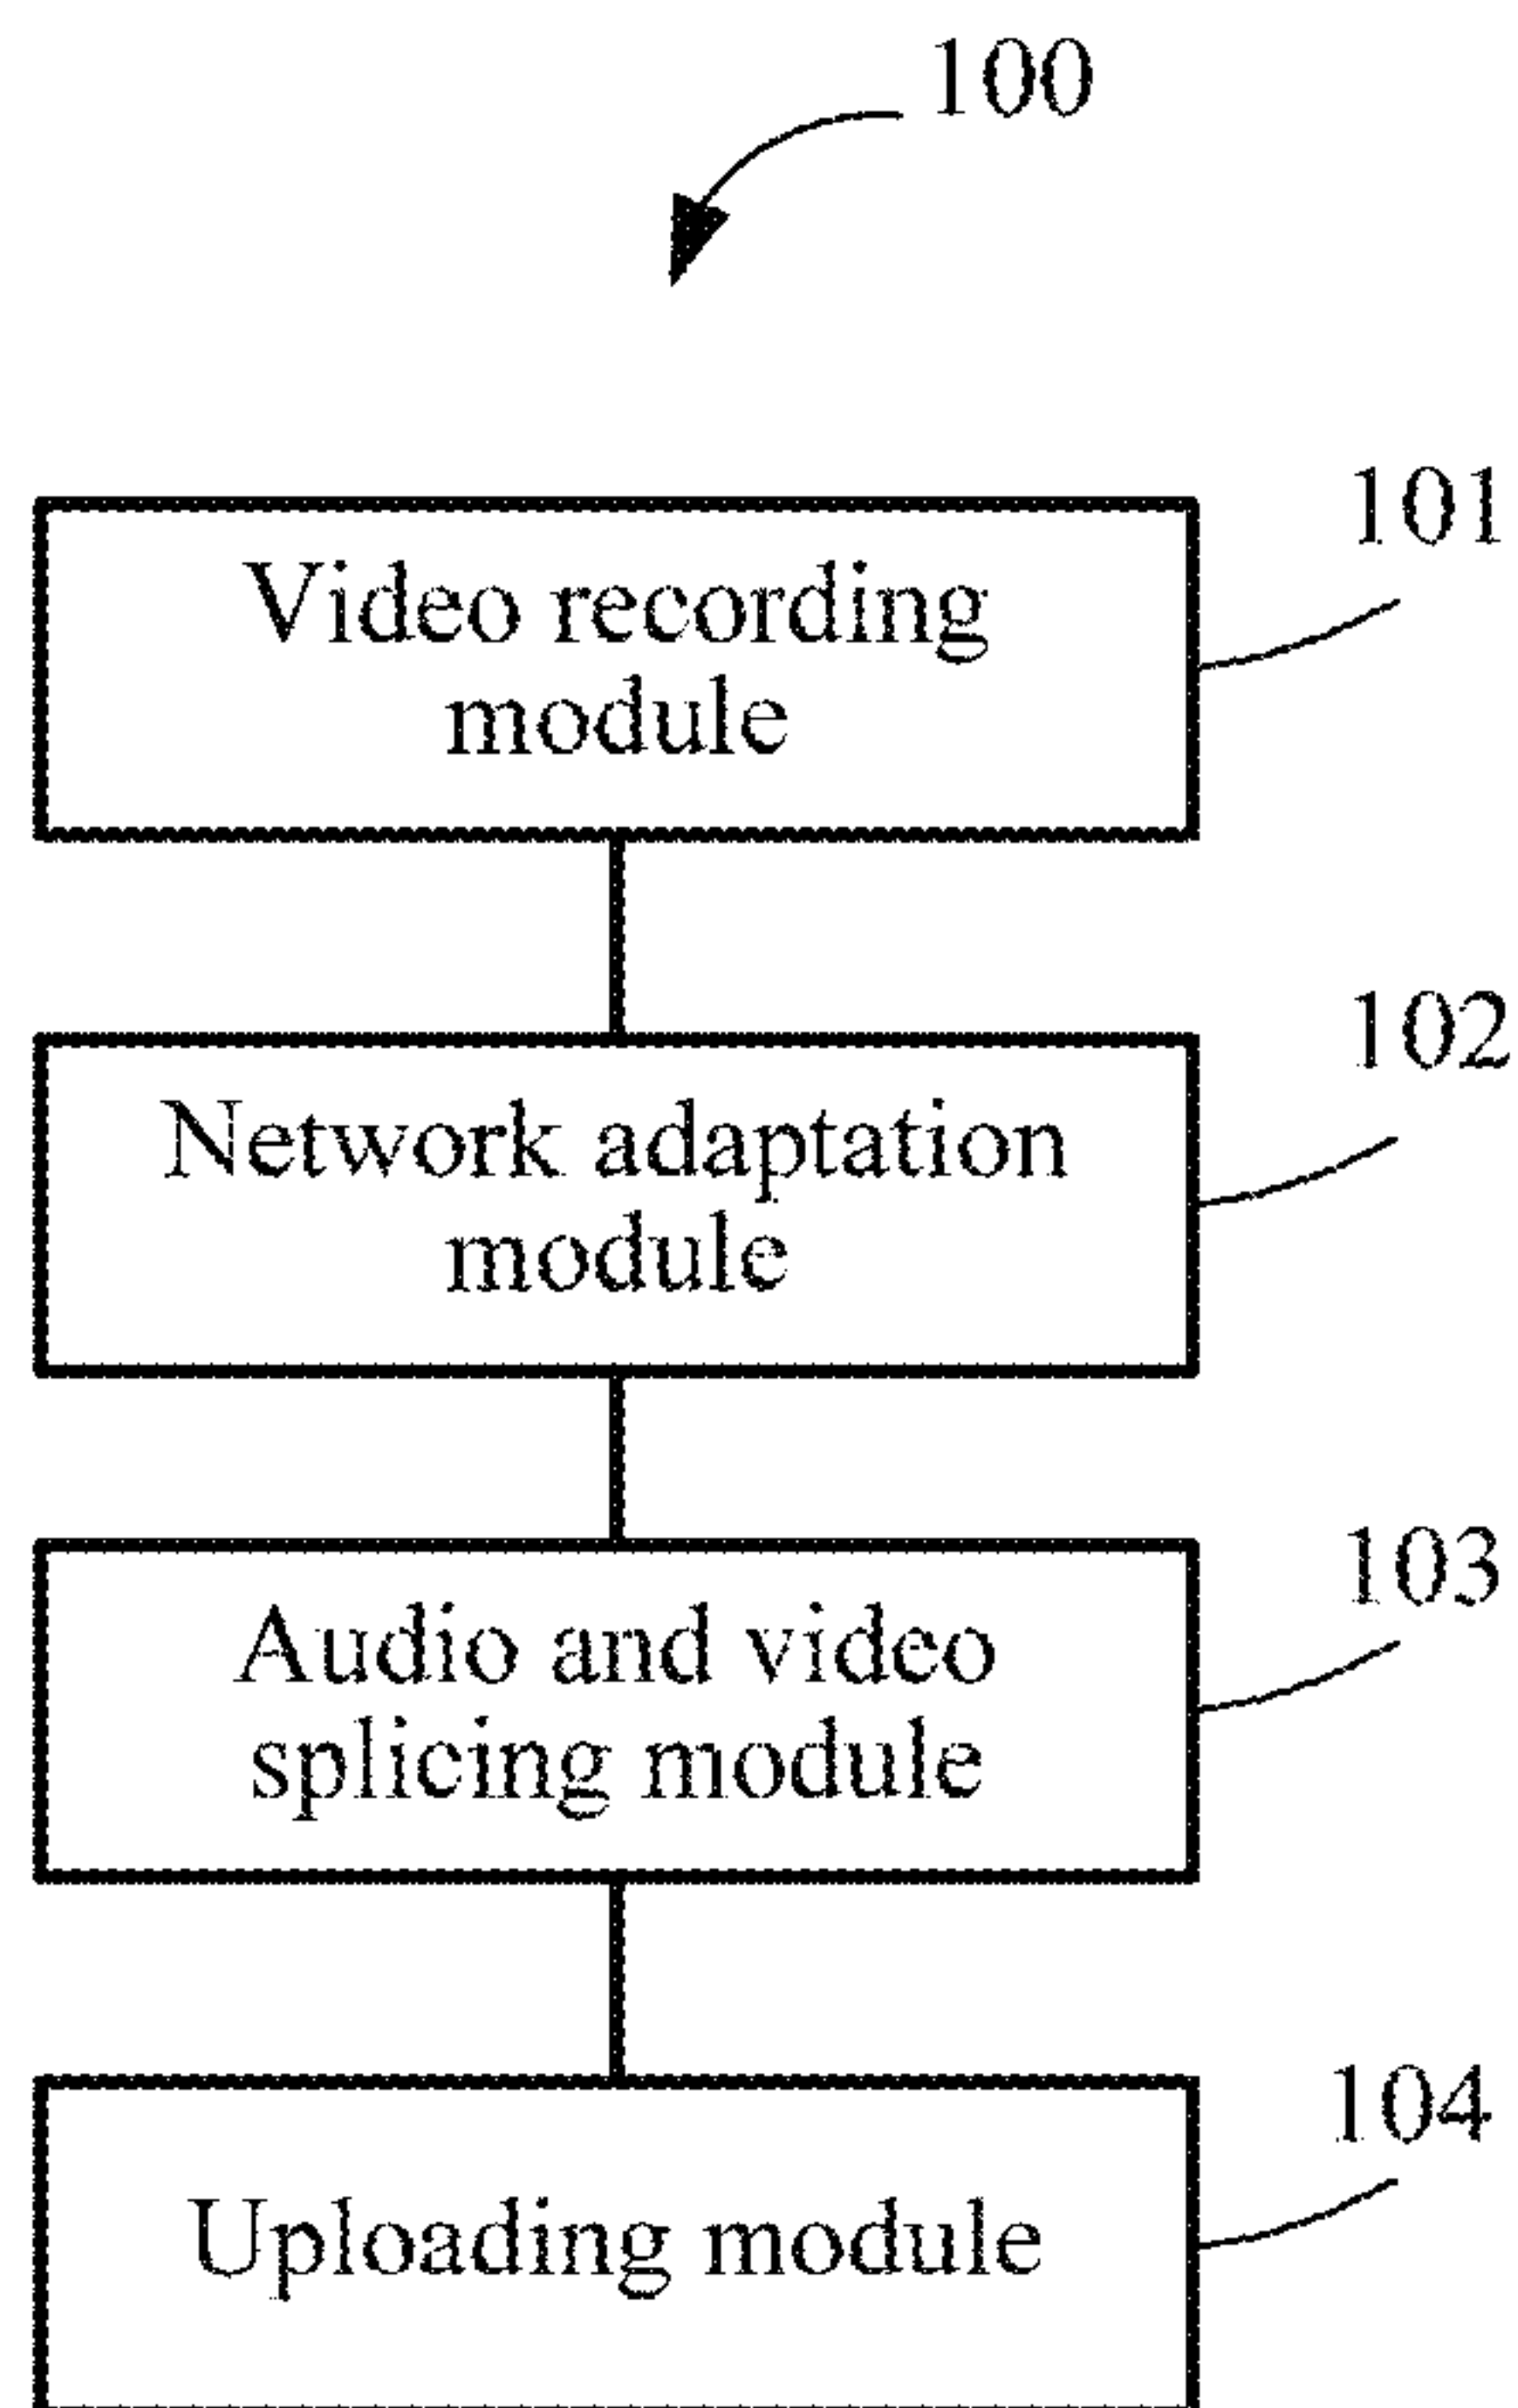 100
101
Video recording
module
102
Network adaptation
module
103
Audio and video
splicing module
104
Uploading module